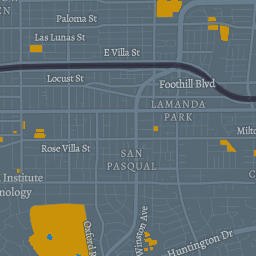 Paloma St
EN
Las Lunas St
E Villa St
Locust St
Foothill Blvd
LAMANDA
PARK
Milto
Rose Villa St
SAN
PASQUAL
Institute
nology
C
Oxford R
Winston Ave
Huntington Dr